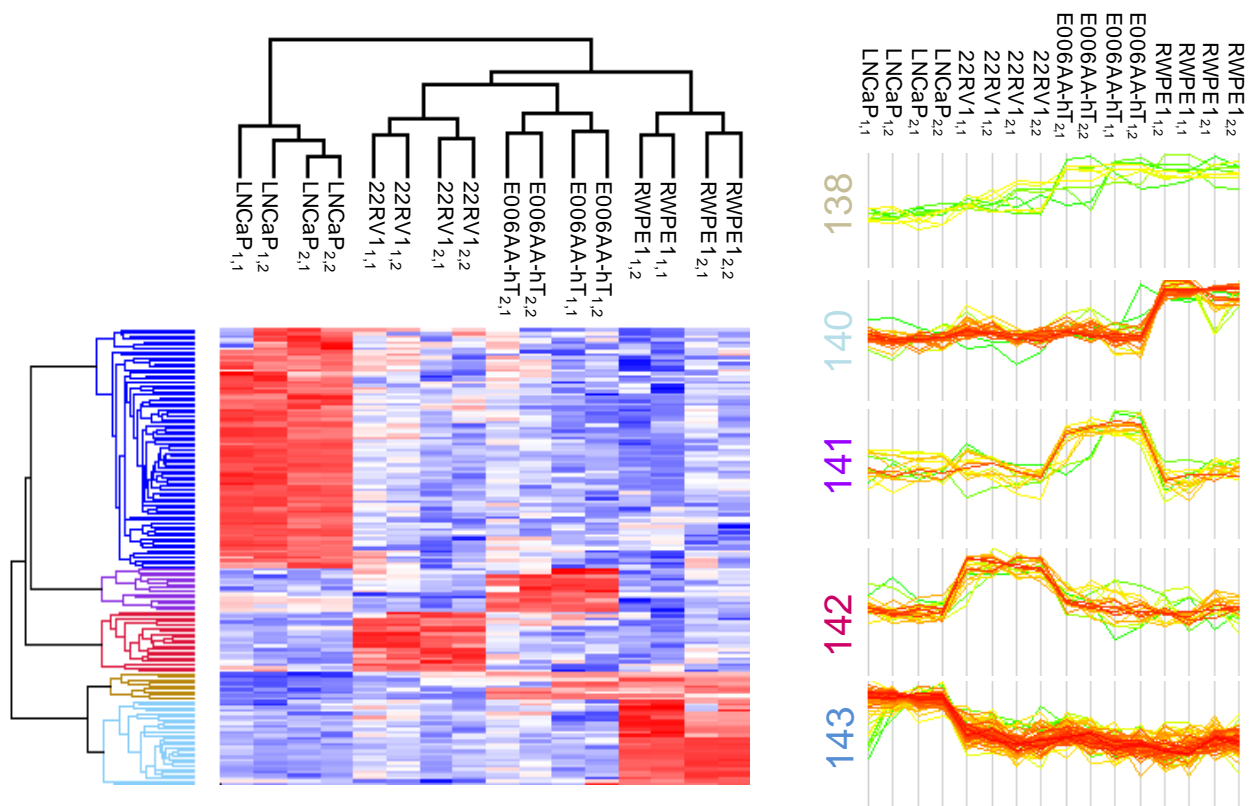 LNCaP1,1
LNCaP1,2
LNCaP2,1
LNCaP2,2
22RV11,1
22RV11,2
22RV12,1
22RV12,2
E006AA-hT2,1
E006AA-hT2,2
E006AA-hT1,1
E006AA-hT1,2
RWPE11,2
RWPE11,1
RWPE12,1
RWPE12,2
LNCaP1,1
LNCaP1,2
LNCaP2,1
LNCaP2,2
22RV11,1
22RV11,2
22RV12,1
22RV12,2
E006AA-hT2,1
E006AA-hT2,2
E006AA-hT1,1
E006AA-hT1,2
RWPE11,2
RWPE11,1
RWPE12,1
RWPE12,2
138
140
141
142
143